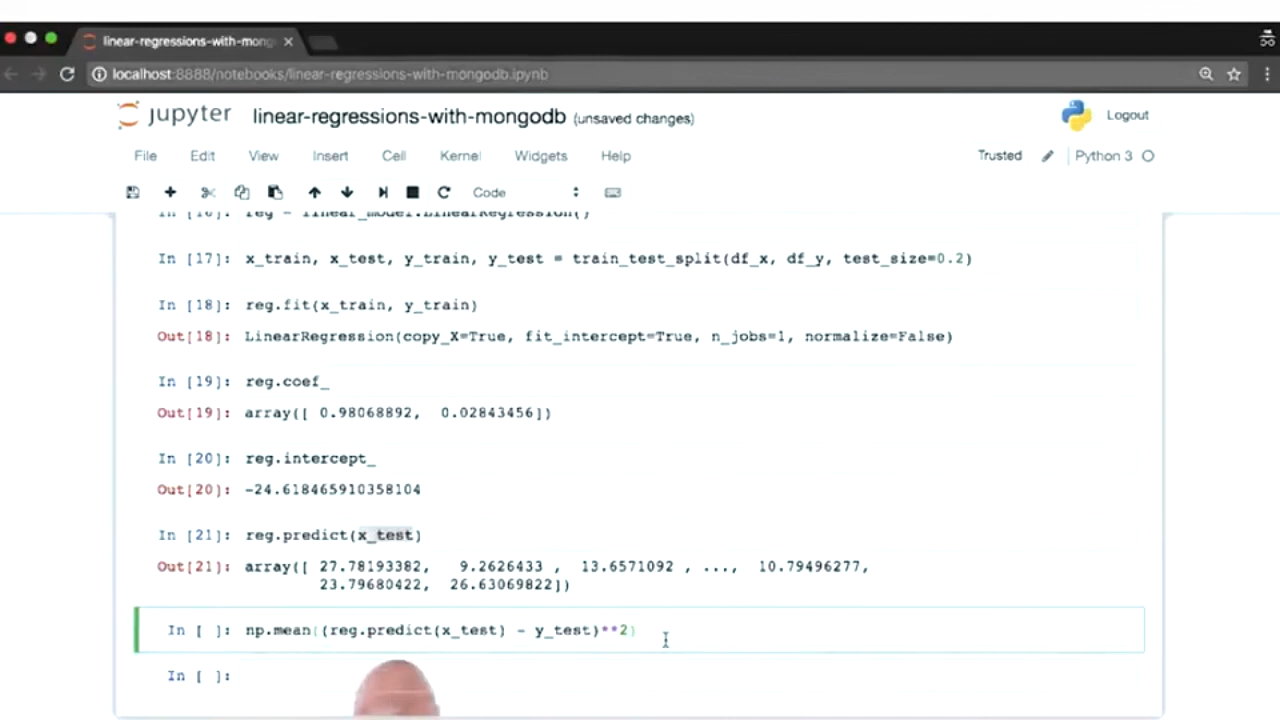 linear-regressions-with-mong
localhost:8888/notebooks/linear-regressions-with-mongodb.ipynb
jupyter linear-regressions-with-mongodb (unsaved changes) Logout
File Edit View Insert Cell Kernel Widgets Help Trusted Python 3
Code
In [16]: reg = linear_model.LinearRegression()
In [17]: x_train, x_test, y_train, y_test = train_test_split(df_x, df_y, test_size=0.2)
In [18]: reg.fit(x_train, y_train)
Out[18]: LinearRegression(copy_X=True, fit_intercept=True, n_jobs=1, normalize=False)
In [19]: reg.coef_
Out[19]: array([ 0.98068892, 0.02843456])
In [20]: reg.intercept_
Out[20]: -24.618465910358104
In [21]: reg.predict(x_test)
Out[21]: array([ 27.78193382, 9.2626433 , 13.6571092 , ..., 10.79496277,
23.79680422, 26.63069822])
In [ ]: np.mean((reg.predict(x_test) - y_test)**2)
In [ ]: